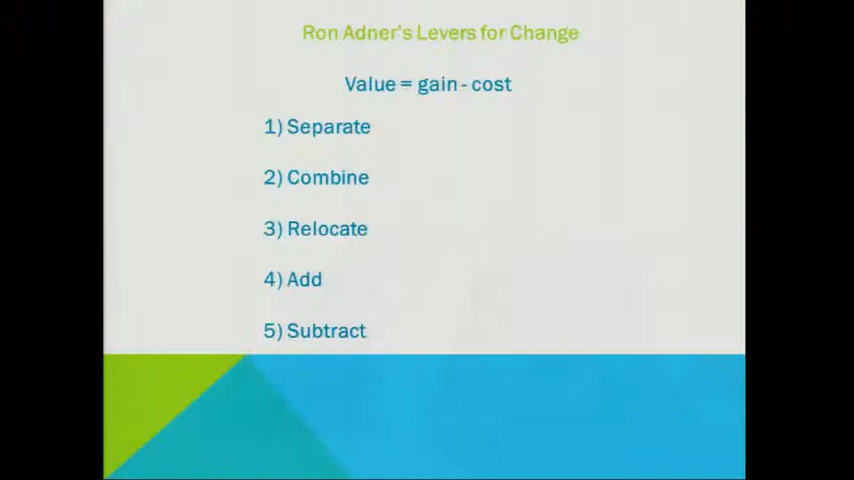 Ron Adner's Levers for Change
Value = gain - cost
1) Separate
2) Combine
3) Relocate
4) Add
5) Subtract